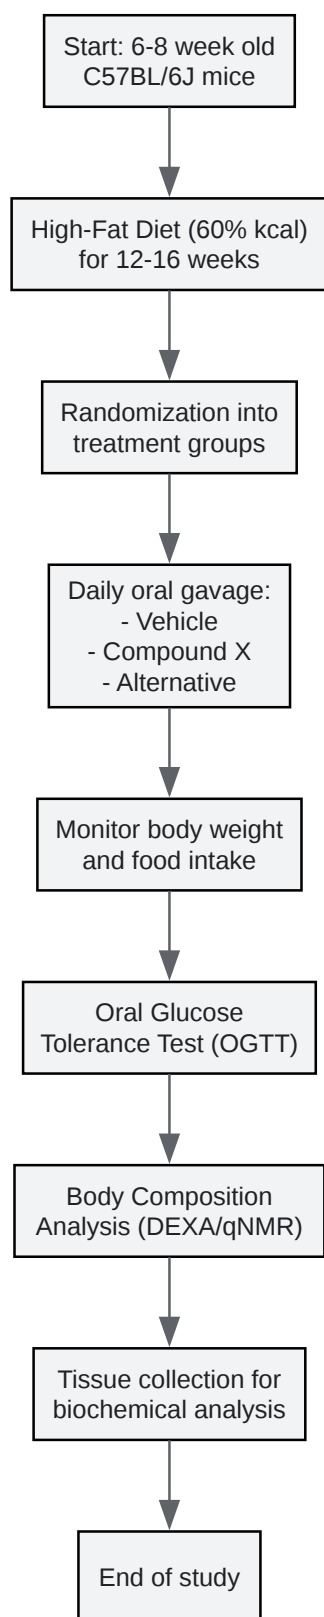 Start: 6-8 week old
C57BL/6J mice
High-Fat Diet (60% kcal)
for 12-16 weeks
Randomization into
treatment groups
Daily oral gavage:
- Vehicle
- Compound X
- Alternative
Monitor body weight
and food intake
Oral Glucose
Tolerance Test (OGTT)
Body Composition
Analysis (DEXA/qNMR)
Tissue collection for
biochemical analysis
End of study